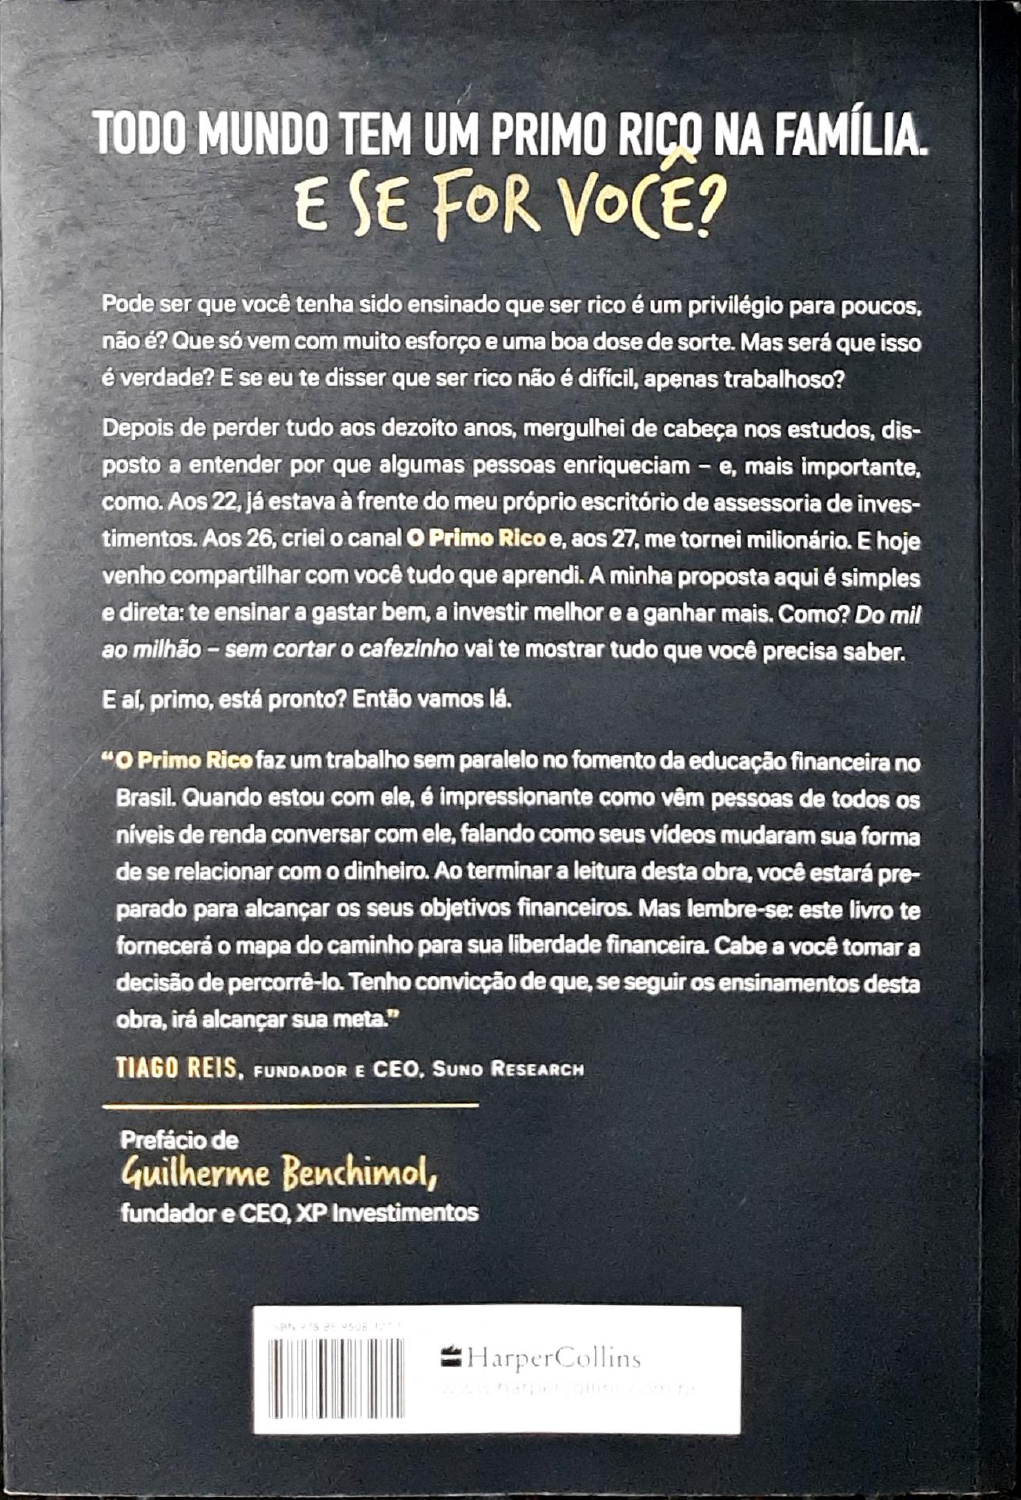 TODO MUNDO TEM UM PRIMO RICO NA FAMÍLIA.
E SE FOR VOCÊ?
Pode ser que você tenha sido ensinado que ser rico é um privilégio para poucos,
não é? Que só vem com muito esforço e uma boa dose de sorte. Mas será que isso
é verdade? E se eu te disser que ser rico não é difícil, apenas trabalhoso?
Depois de perder tudo aos dezoito anos, mergulhei de cabeça nos estudos, dis-
posto a entender por que algumas pessoas enriqueciam – e, mais importante,
como. Aos 22, já estava à frente do meu próprio escritório de assessoria de inves-
timentos. Aos 26, criei o canal O Primo Rico e, aos 27, me tornei milionário. E hoje
venho compartilhar com você tudo que aprendi. A minha proposta aqui é simples
e direta: te ensinar a gastar bem, a investir melhor e a ganhar mais. Como? Do mil
ao milhão – sem cortar o cafezinho vai te mostrar tudo que você precisa saber.
E aí, primo, está pronto? Então vamos lá.
“O Primo Rico faz um trabalho sem paralelo no fomento da educação financeira no
Brasil. Quando estou com ele, é impressionante como vêm pessoas de todos os
níveis de renda conversar com ele, falando como seus vídeos mudaram sua forma
de se relacionar com o dinheiro. Ao terminar a leitura desta obra, você estará pre-
parado para alcançar os seus objetivos financeiros. Mas lembre-se: este livro te
fornecerá o mapa do caminho para sua liberdade financeira. Cabe a você tomar a
decisão de percorrê-lo. Tenho convicção de que, se seguir os ensinamentos desta
obra, irá alcançar sua meta.”
TIAGO REIS, FUNDADOR E CEO, SUNO RESEARCH
Prefácio de
Guilherme Benchimol,
fundador e CEO, XP Investimentos
HarperCollins
www.harpercollins.com.br